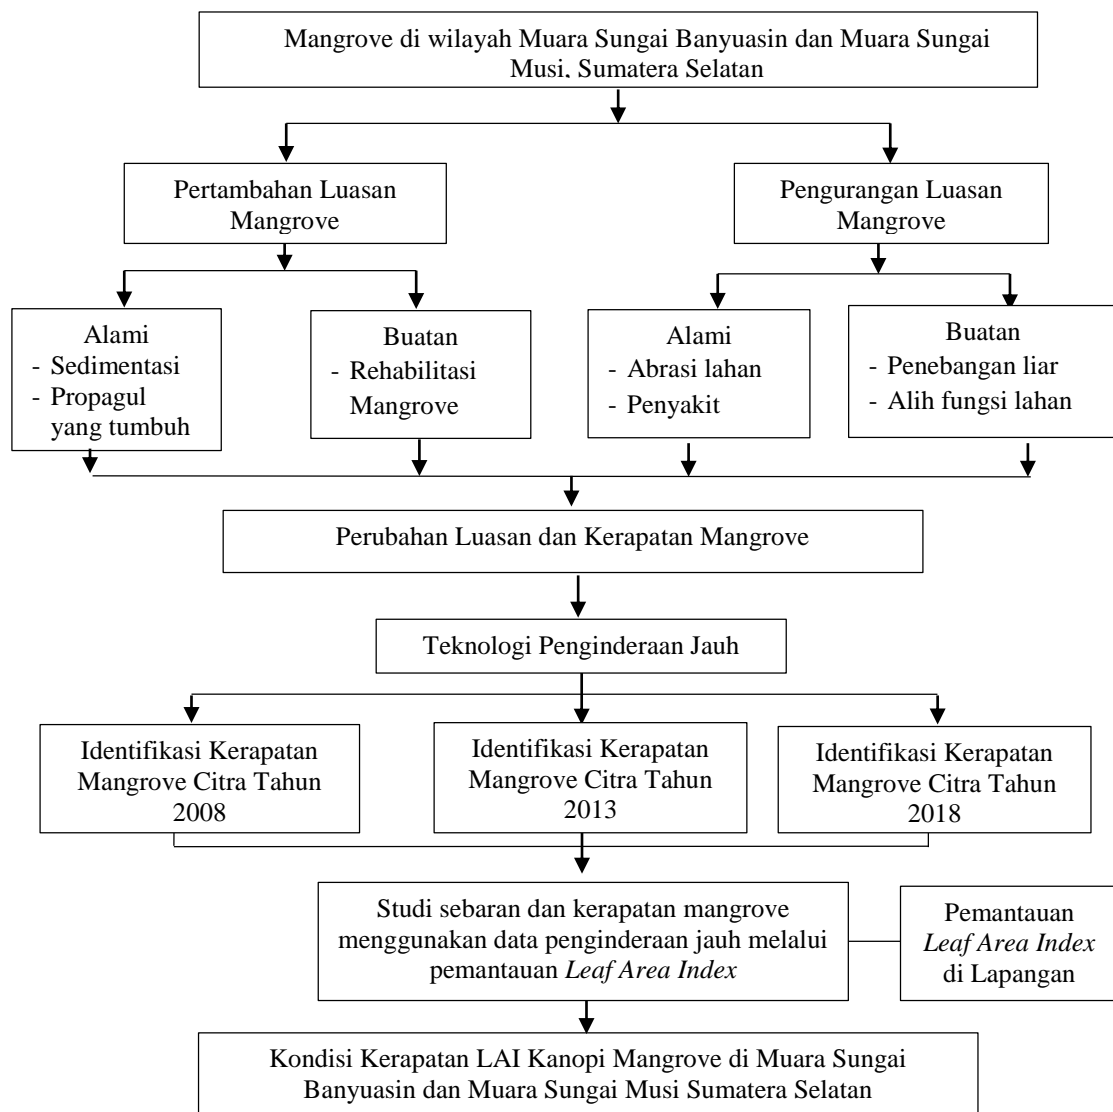 Mangrove di wilayah Muara Sungai Banyuasin dan Muara Sungai
Musi, Sumatera Selatan
Pertambahan Luasan
Mangrove
Pengurangan Luasan
Mangrove
Alami
- Sedimentasi
- Propagul
yang tumbuh
Buatan
- Rehabilitasi
Mangrove
Alami
- Abrasi lahan
- Penyakit
Buatan
- Penebangan liar
- Alih fungsi lahan
Perubahan Luasan dan Kerapatan Mangrove
Teknologi Penginderaan Jauh
Identifikasi Kerapatan
Mangrove Citra Tahun
2008
Identifikasi Kerapatan
Mangrove Citra Tahun
2013
Identifikasi Kerapatan
Mangrove Citra Tahun
2018
Studi sebaran dan kerapatan mangrove
menggunakan data penginderaan jauh melalui
pemantauan Leaf Area Index
Pemantauan
Leaf Area Index
di Lapangan
Kondisi Kerapatan LAI Kanopi Mangrove di Muara Sungai
Banyuasin dan Muara Sungai Musi Sumatera Selatan